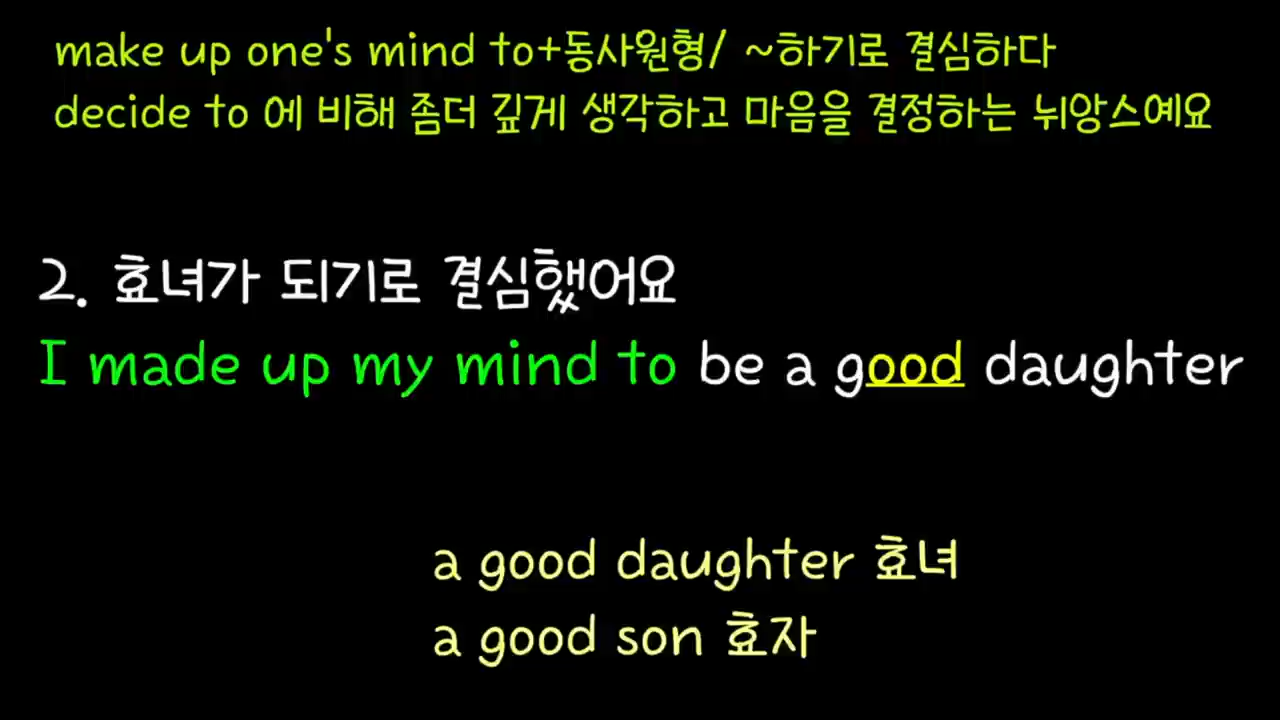 make up one's mind to+동사원형/ ~하기로 결심하다
decide to 에 비해 좀더 깊게 생각하고 마음을 결정하는 뉘앙스예요
2. 효녀가 되기로 결심했어요
I made up my mind to be a good daughter
a good daughter 효녀
a good son 효자